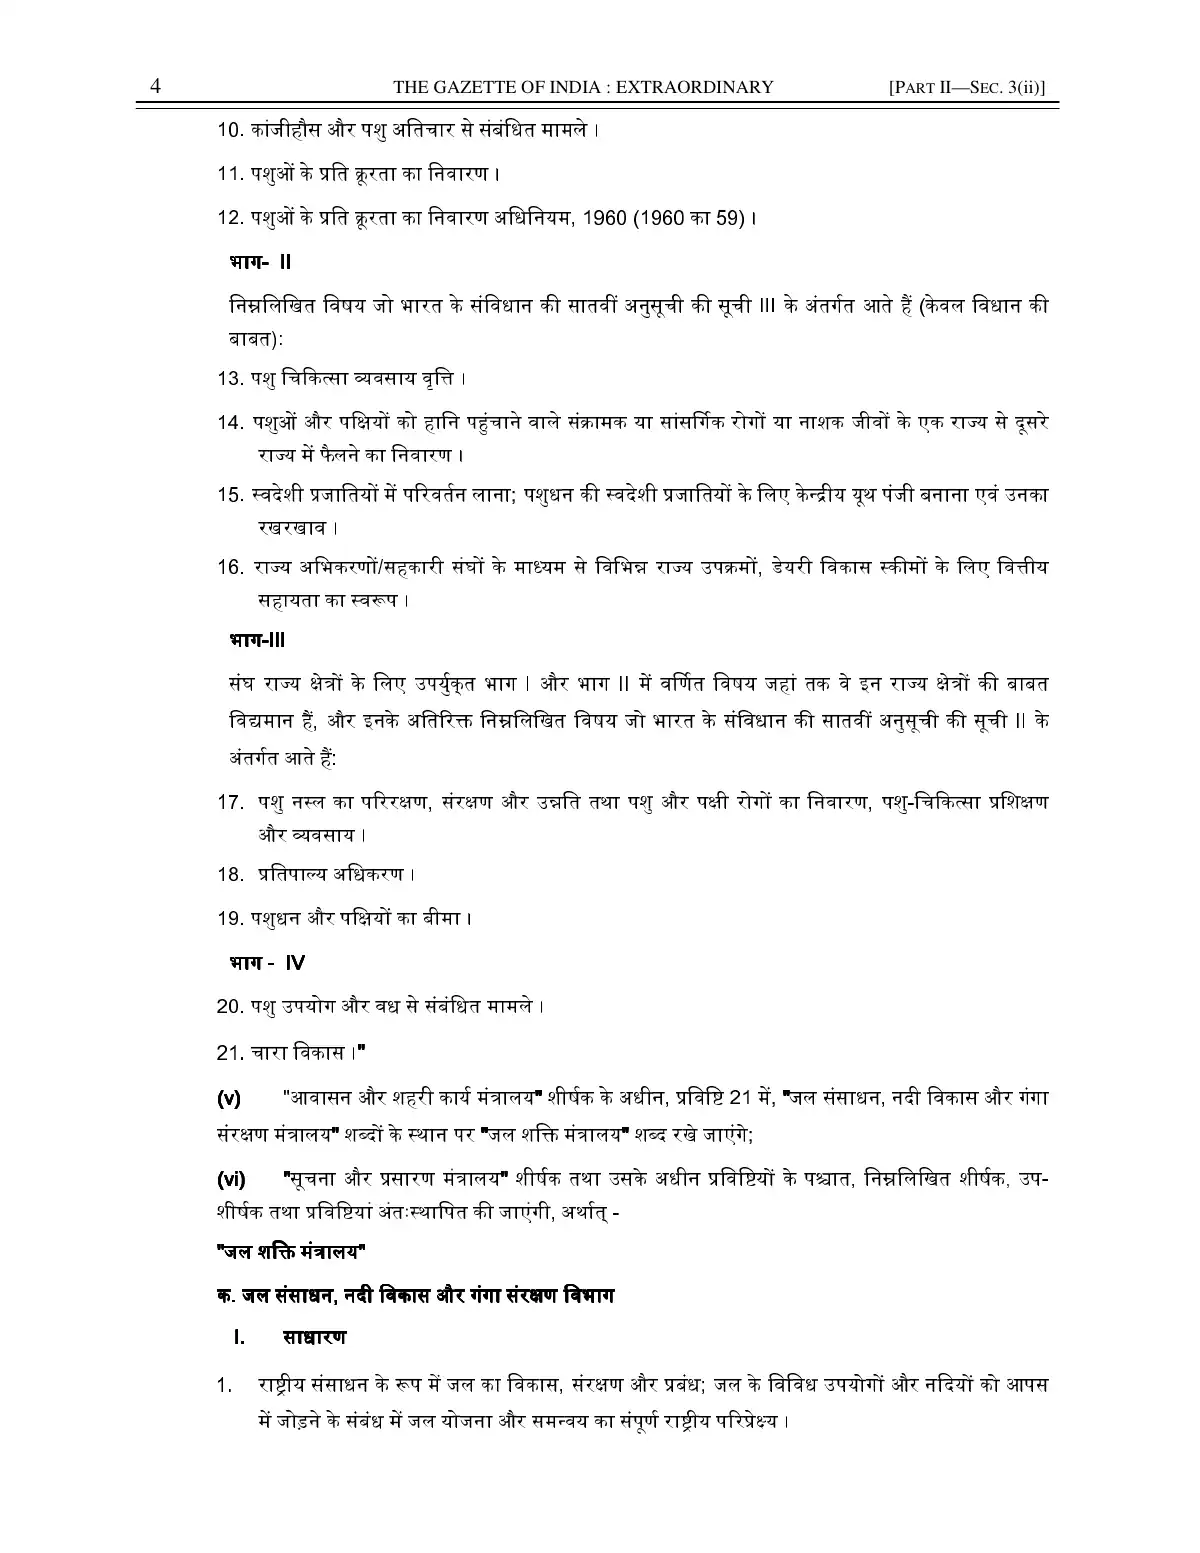 4 THE GAZETTE OF INDIA : EXTRAORDINARY [PART II—SEC. 3(ii)]
10. कांजीहौस और पशु अतिचार से संबंधित मामले ।
11. पशुओं के प्रति क्रूरता का निवारण ।
12. पशुओं के प्रति क्रूरता का निवारण अधिनियम, 1960 (1960 का 59) ।
भाग- II
निम्नलिखित विषय जो भारत के संविधान की सातवीं अनुसूची की सूची III के अंतर्गत आते हैं (केवल विधान की
बाबत):
13. पशु चिकित्सा व्यवसाय वृत्ति ।
14. पशुओं और पक्षियों को हानि पहुंचाने वाले संक्रामक या सांसर्गिक रोगों या नाशक जीवों के एक राज्य से दूसरे
राज्य में फैलने का निवारण ।
15. स्वदेशी प्रजातियों में परिवर्तन लाना; पशुधन की स्वदेशी प्रजातियों के लिए केन्द्रीय यूथ पंजी बनाना एवं उनका
रखरखाव ।
16. राज्य अभिकरणों/सहकारी संघों के माध्यम से विभिन्न राज्य उपक्रमों, डेयरी विकास स्कीमों के लिए वित्तीय
सहायता का स्वरूप ।
भाग-III
संघ राज्य क्षेत्रों के लिए उपर्युक्त भाग I और भाग II में वर्णित विषय जहां तक वे इन राज्य क्षेत्रों की बाबत
विद्यमान हैं, और इनके अतिरिक्त निम्नलिखित विषय जो भारत के संविधान की सातवीं अनुसूची की सूची II के
अंतर्गत आते हैं:
17. पशु नस्ल का परिरक्षण, संरक्षण और उन्नति तथा पशु और पक्षी रोगों का निवारण, पशु-चिकित्सा प्रशिक्षण
और व्यवसाय ।
18. प्रतिपाल्य अधिकरण ।
19. पशुधन और पक्षियों का बीमा ।
भाग - IV
20. पशु उपयोग और वध से संबंधित मामले ।
21. चारा विकास ।"
(v) "आवासन और शहरी कार्य मंत्रालय" शीर्षक के अधीन, प्रविष्टि 21 में, "जल संसाधन, नदी विकास और गंगा
संरक्षण मंत्रालय" शब्दों के स्थान पर "जल शक्ति मंत्रालय" शब्द रखे जाएंगे;
(vi) "सूचना और प्रसारण मंत्रालय" शीर्षक तथा उसके अधीन प्रविष्टियों के पश्चात, निम्नलिखित शीर्षक, उप-
शीर्षक तथा प्रविष्टियां अंतःस्थापित की जाएंगी, अर्थात् -
"जल शक्ति मंत्रालय"
क. जल संसाधन, नदी विकास और गंगा संरक्षण विभाग
I. साधारण
1. राष्ट्रीय संसाधन के रूप में जल का विकास, संरक्षण और प्रबंध; जल के विविध उपयोगों और नदियों को आपस
में जोड़ने के संबंध में जल योजना और समन्वय का संपूर्ण राष्ट्रीय परिप्रेक्ष्य ।